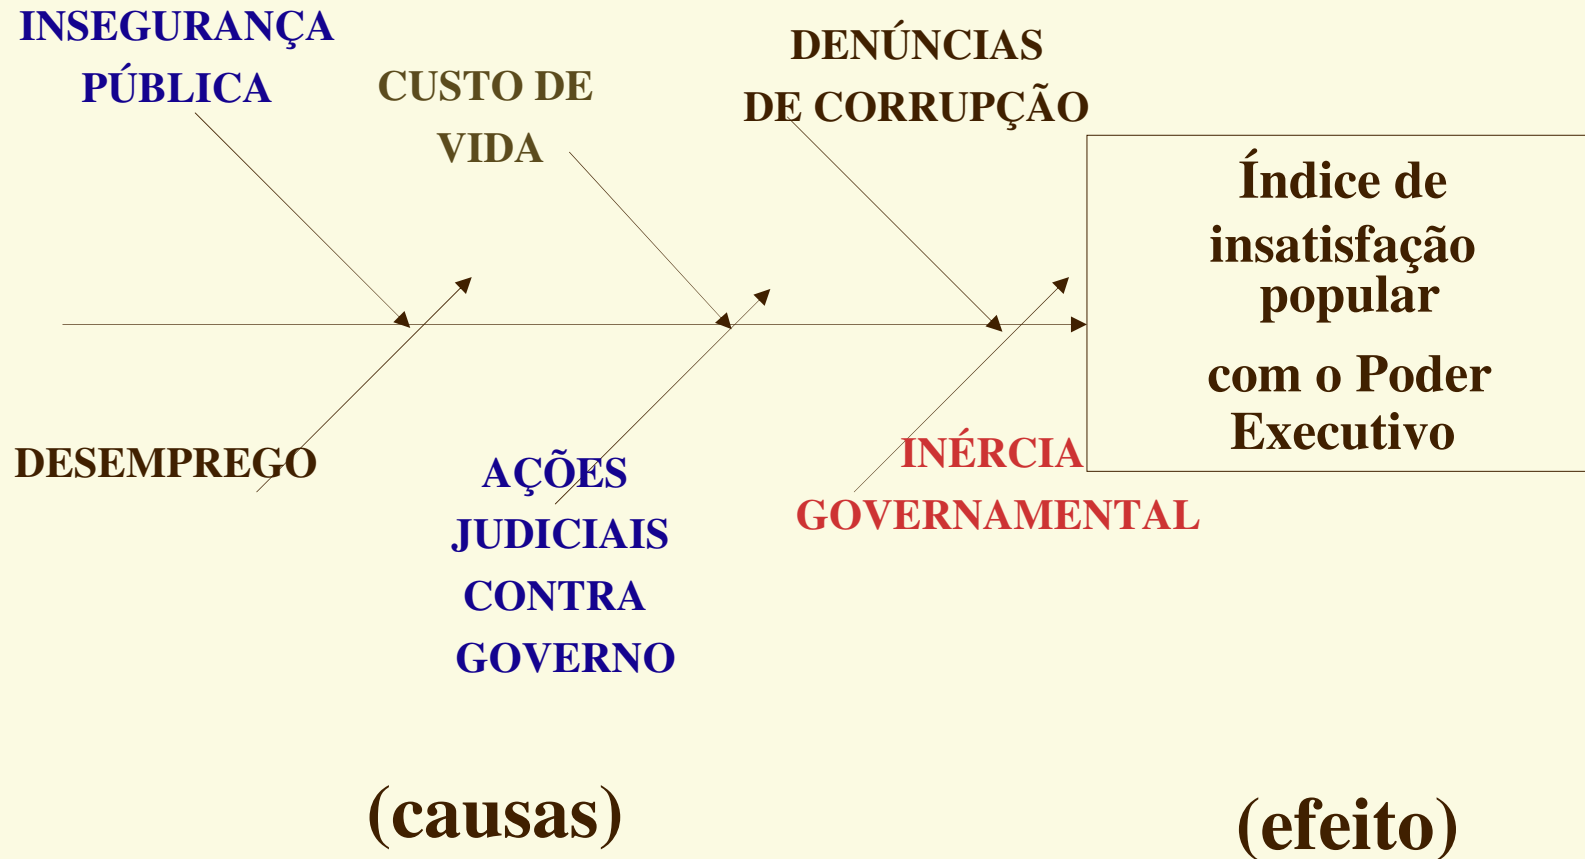 INSEGURANÇA
PÚBLICA
CUSTO DE
VIDA
DENÚNCIAS
DE CORRUPÇÃO
Índice de
insatisfação
popular
com o Poder
Executivo
DESEMPREGO
AÇÕES
JUDICIAIS
CONTRA
GOVERNO
INÉRCIA
GOVERNAMENTAL
(causas)
(efeito)